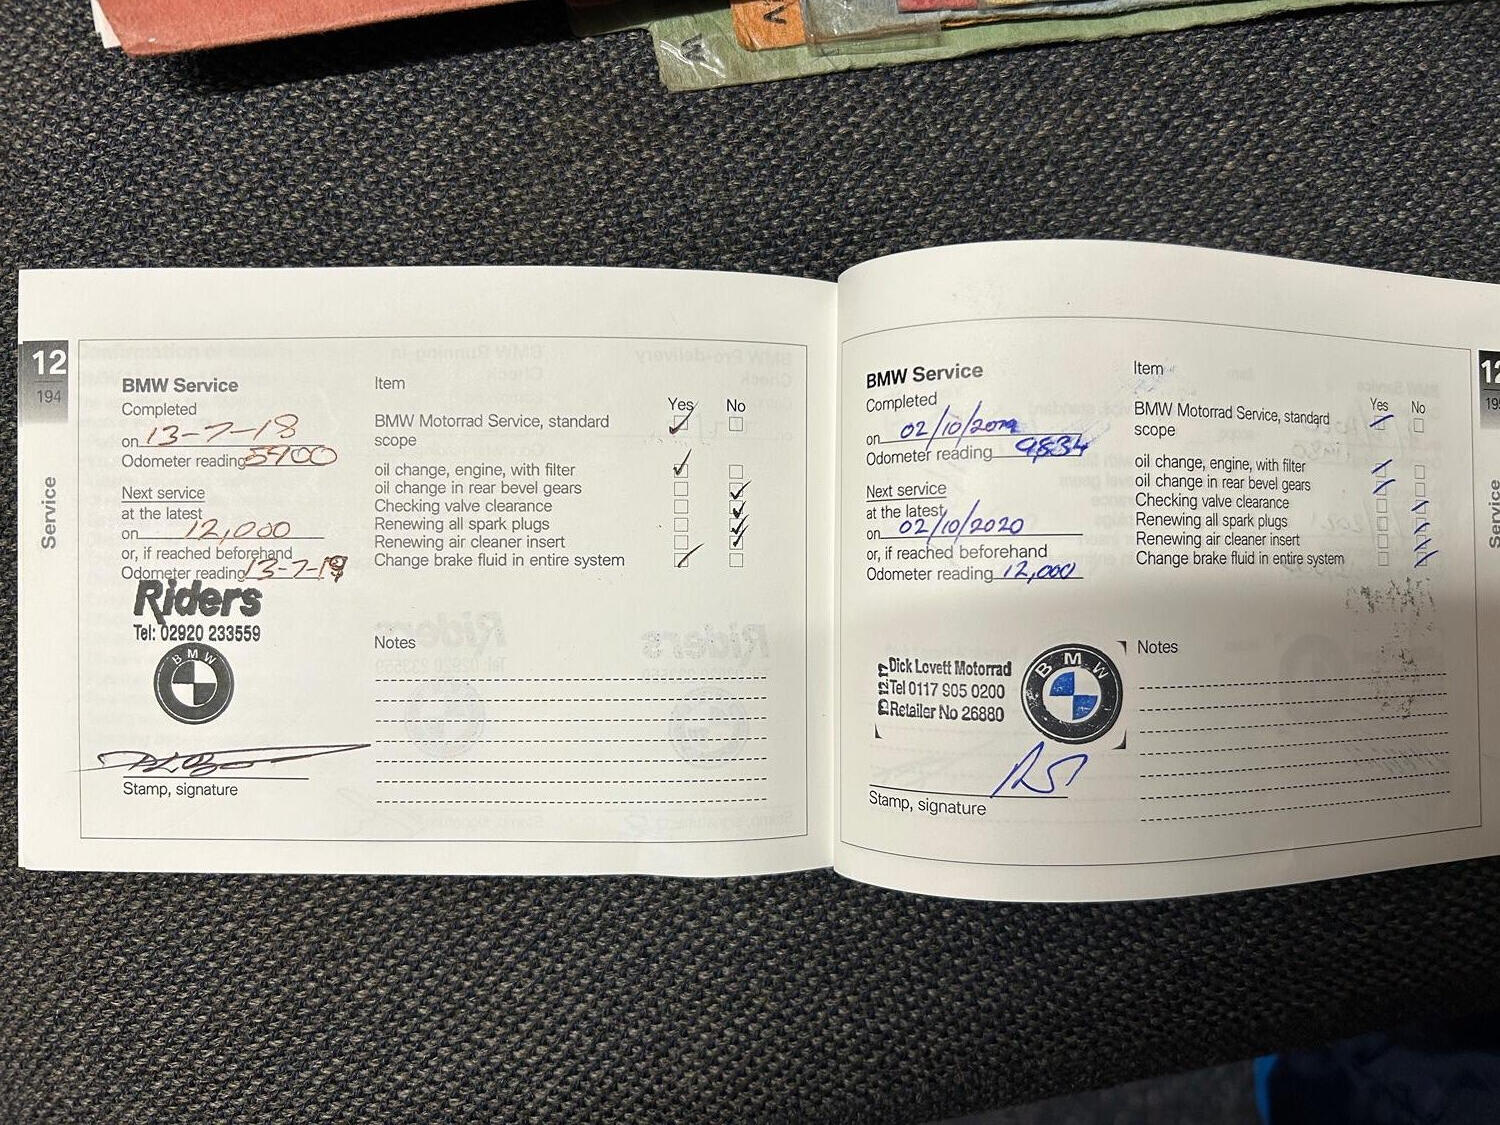 12
194
Service
BMW Service
Completed
on 13-7-18
Odometer reading 5900
Next service
at the latest
on 12,000
or, if reached beforehand
Odometer reading 13-7-19
Riders
Tel: 02920 233559
BMW
Stamp, signature
Item
Yes No
BMW Motorrad Service, standard
scope
oil change, engine, with filter
oil change in rear bevel gears
Checking valve clearance
Renewing all spark plugs
Renewing air cleaner insert
Change brake fluid in entire system
Notes
BMW Service
Completed
on 02/10/2019
Odometer reading 9834
Next service
at the latest
on 02/10/2020
or, if reached beforehand
Odometer reading 12,000
Dick Lovett Motorrad
Tel 0117 905 0200
Retailer No 26880
BMW
Stamp, signature
Item
Yes No
BMW Motorrad Service, standard
scope
oil change, engine, with filter
oil change in rear bevel gears
Checking valve clearance
Renewing all spark plugs
Renewing air cleaner insert
Change brake fluid in entire system
Notes
12
Service